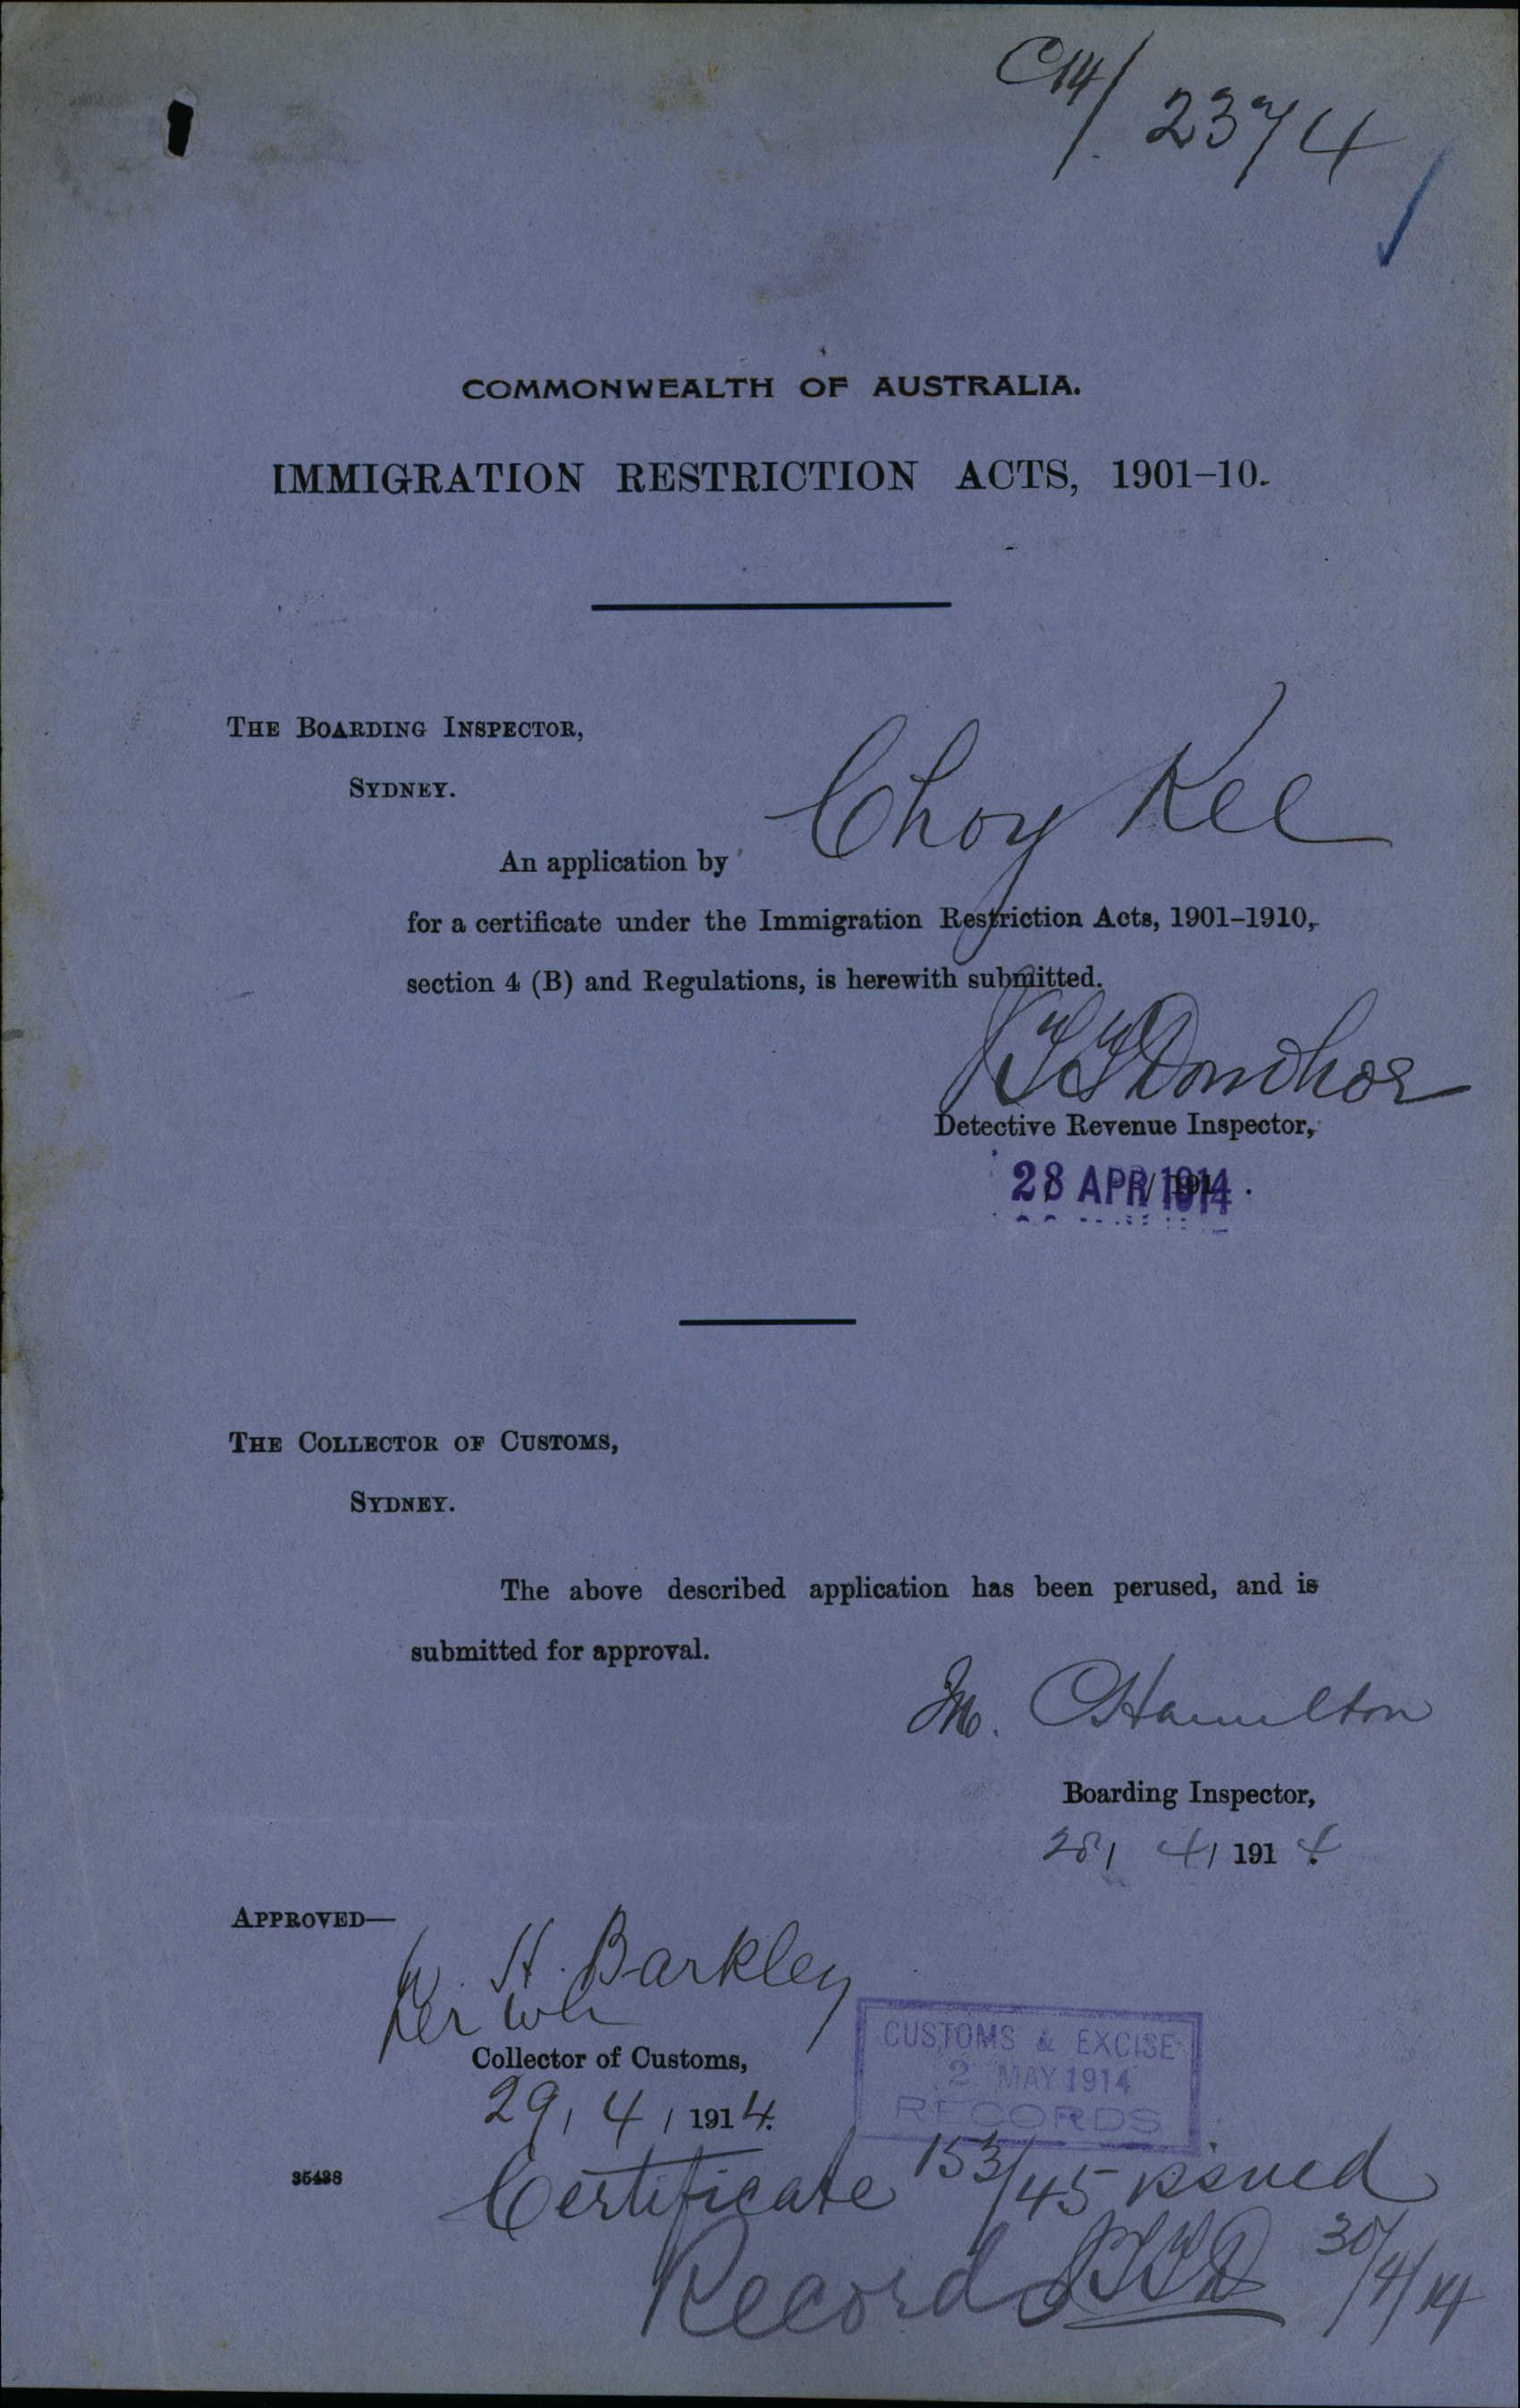 C14/2374
COMMONWEALTH OF AUSTRALIA.
IMMIGRATION RESTRICTION ACTS, 1901–10.
THE BOARDING INSPECTOR,
SYDNEY.
An application by Choy Kee
for a certificate under the Immigration Restriction Acts, 1901–1910,
section 4 (B) and Regulations, is herewith submitted.
Donohoe
Detective Revenue Inspector,
28 APR 1914
THE COLLECTOR OF CUSTOMS,
SYDNEY.
The above described application has been perused, and is
submitted for approval.
Hamilton
Boarding Inspector,
28/ 4/ 1914
APPROVED—
W. H. Barkley
per
Collector of Customs,
29/ 4/ 1914
CUSTOMS & EXCISE
2 MAY 1914
RECORDS
35438
Certificate 153/45 issued
Records 30/4/14